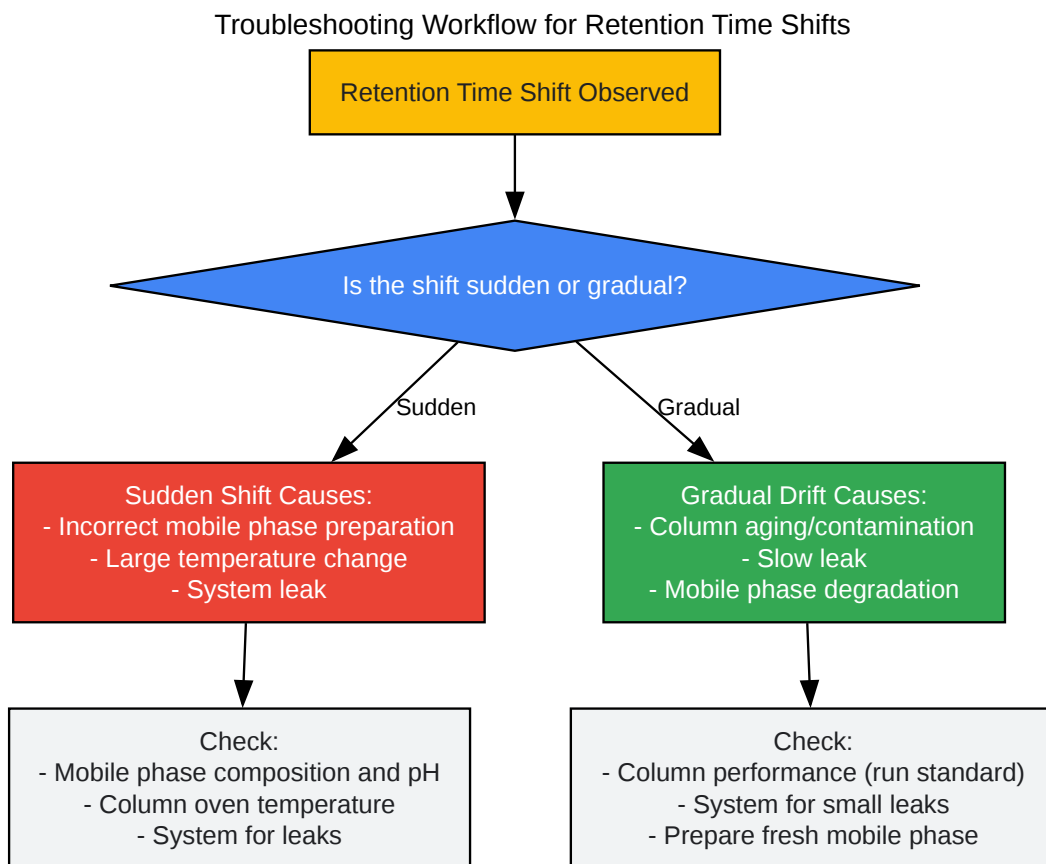 Troubleshooting Workflow for Retention Time Shifts
Retention Time Shift Observed
Is the shift sudden or gradual?
Sudden
Gradual
Sudden Shift Causes:
- Incorrect mobile phase preparation
- Large temperature change
- System leak
Gradual Drift Causes:
- Column aging/contamination
- Slow leak
- Mobile phase degradation
Check:
- Mobile phase composition and pH
- Column oven temperature
- System for leaks
Check:
- Column performance (run standard)
- System for small leaks
- Prepare fresh mobile phase